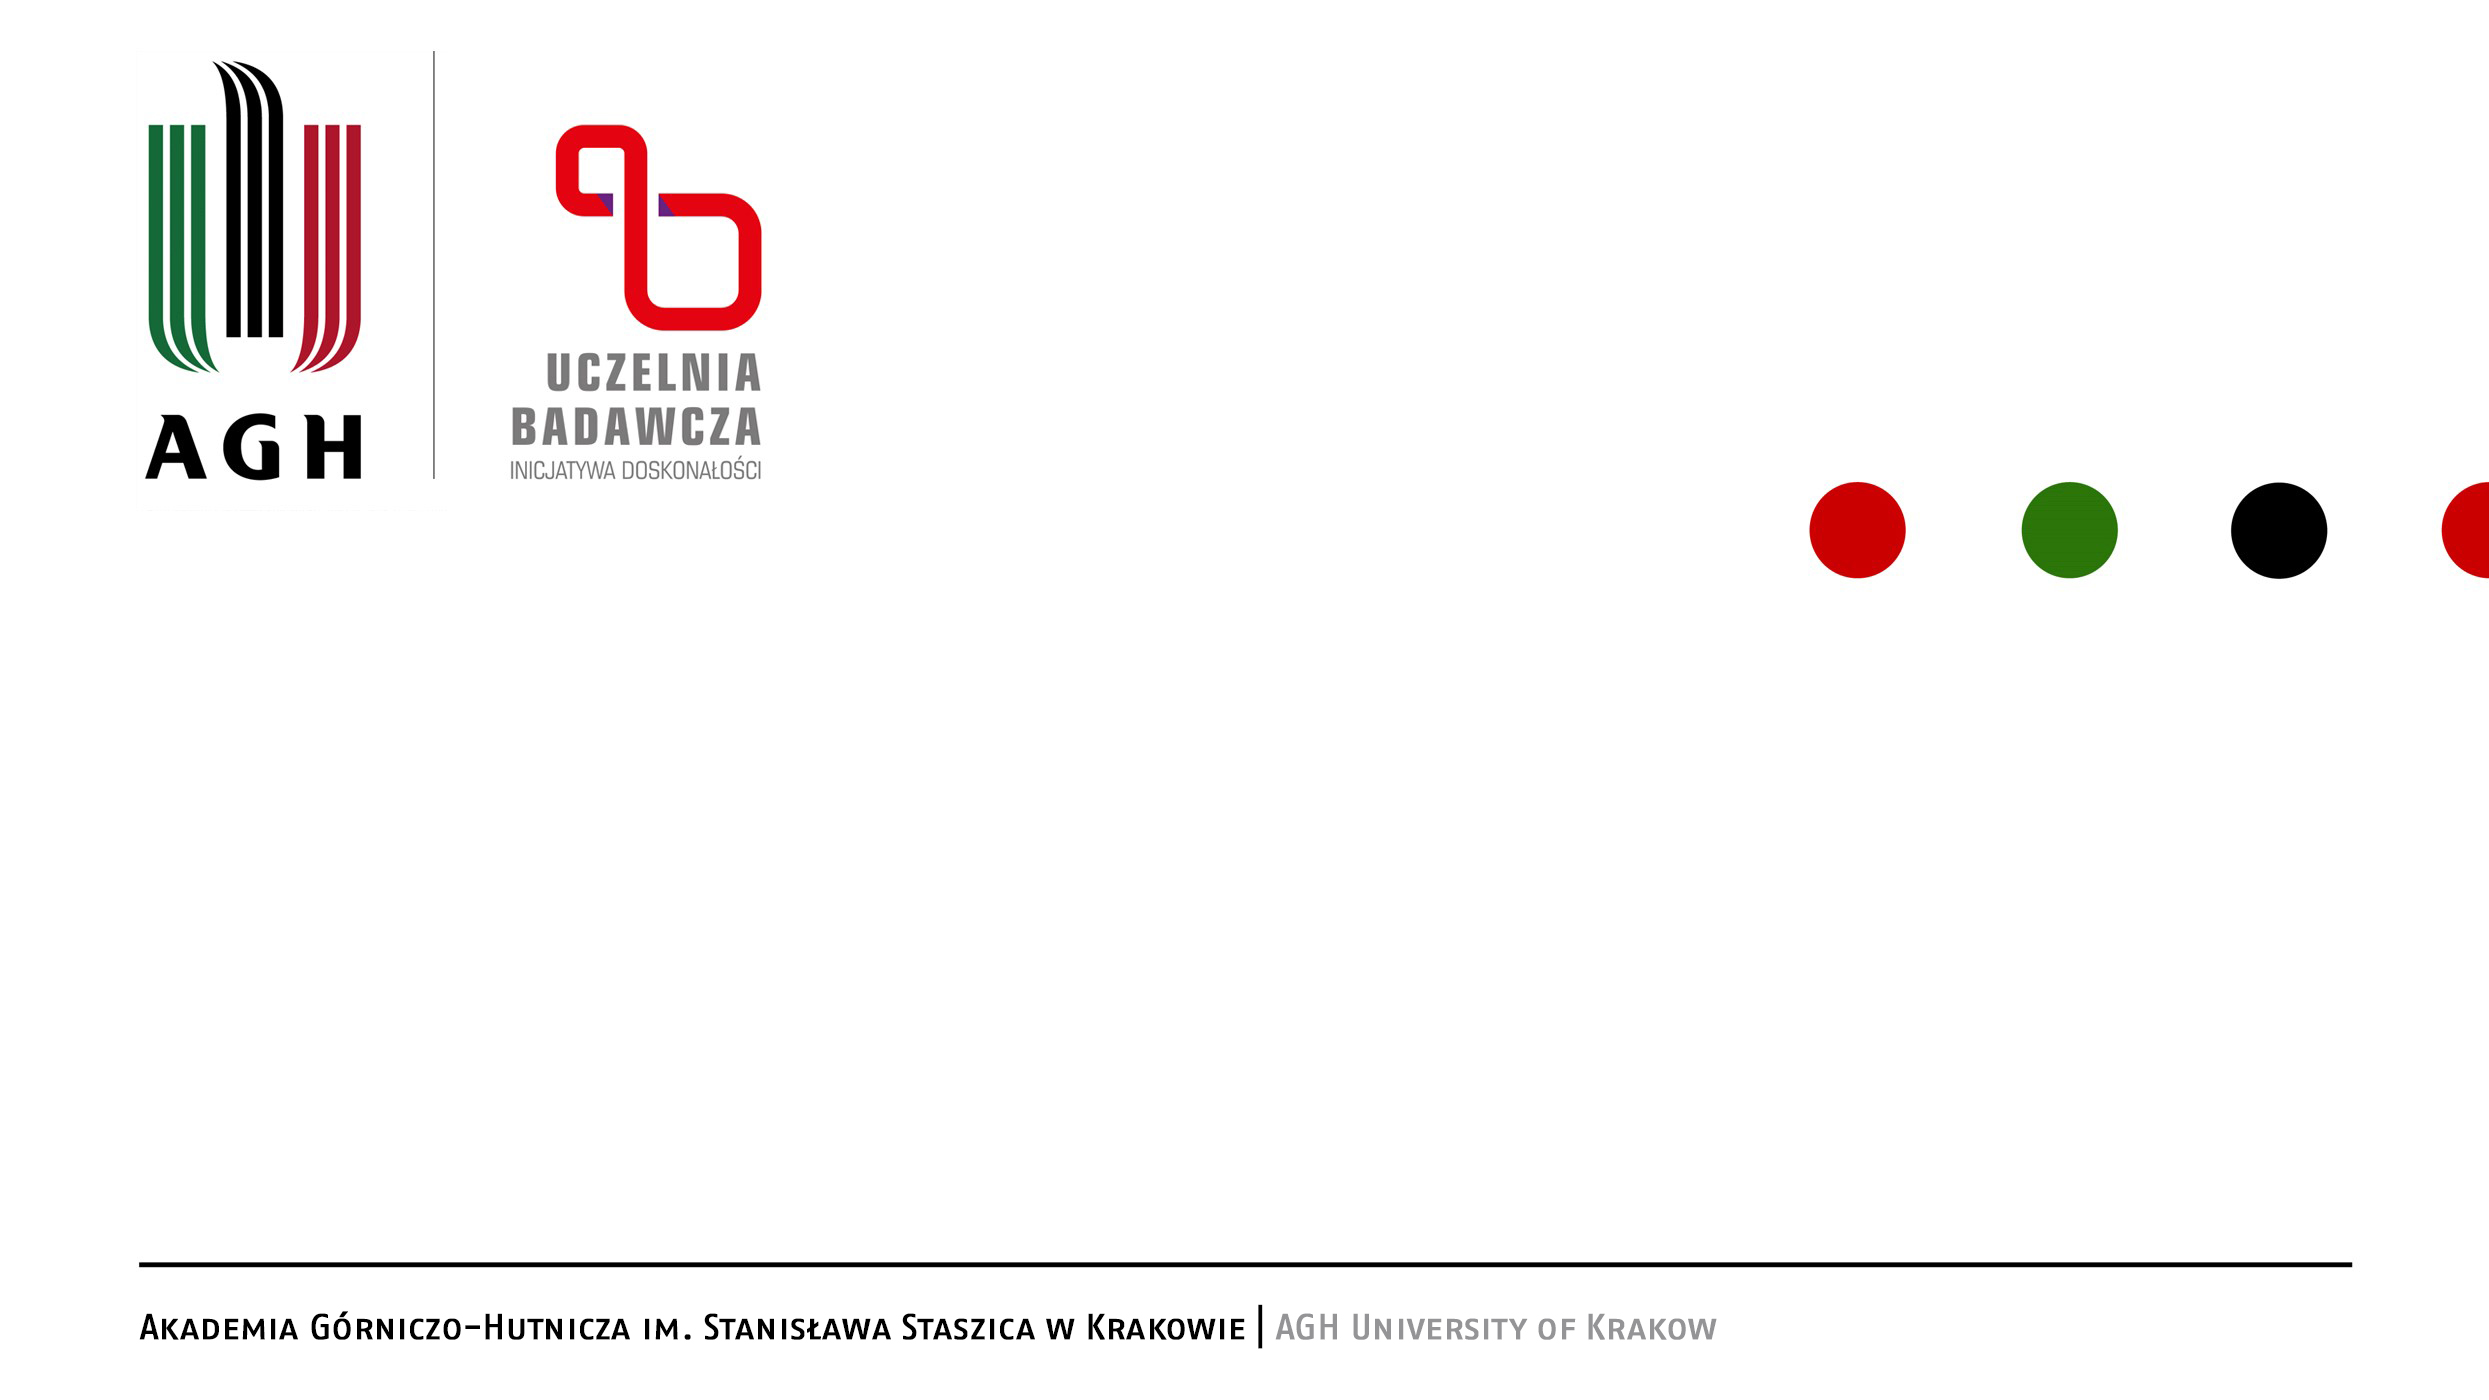 AGH
UCZELNIA
BADAWCZA
INICJATYWA DOSKONAŁOŚCI
Akademia Górniczo-Hutnicza im. Stanisława Staszica w Krakowie | AGH University of Krakow